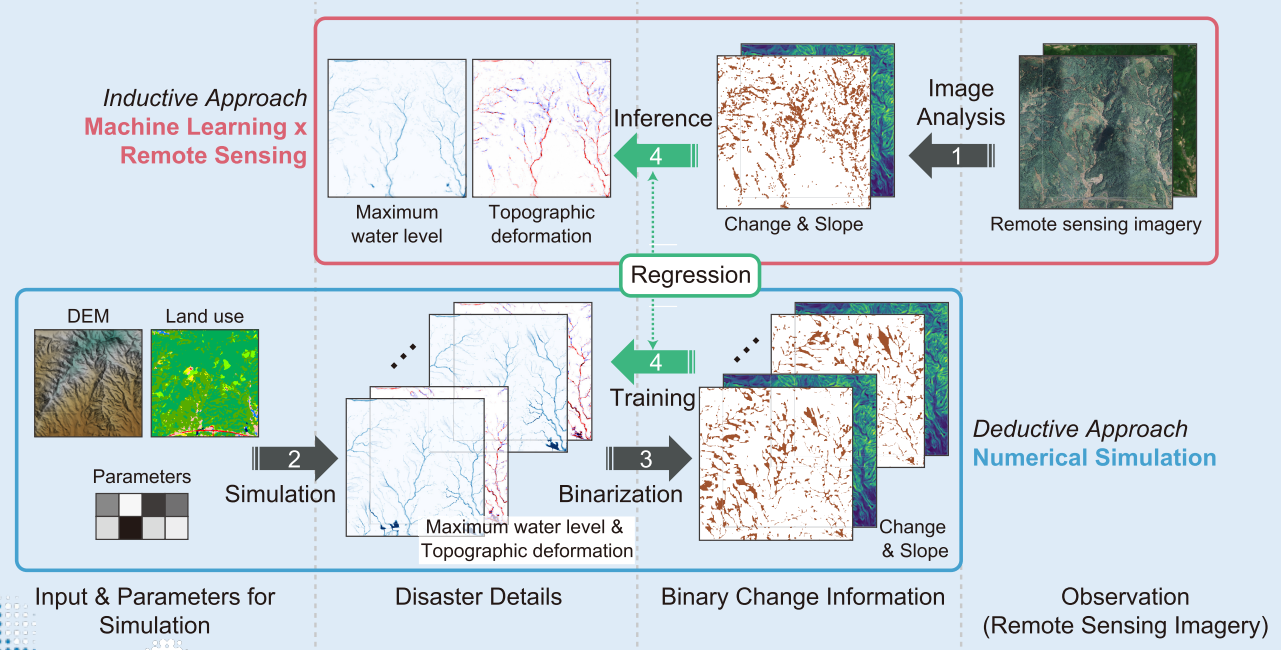 Inductive Approach
Machine Learning x
Remote Sensing
Maximum
water level
Topographic
deformation
Inference
4
Change & Slope
Image
Analysis
1
Remote sensing imagery
Regression
DEM
Land use
Parameters
2
Simulation
Maximum water level &
Topographic deformation
4
Training
3
Binarization
Change
& Slope
Deductive Approach
Numerical Simulation
Input & Parameters for
Simulation
Disaster Details
Binary Change Information
Observation
(Remote Sensing Imagery)